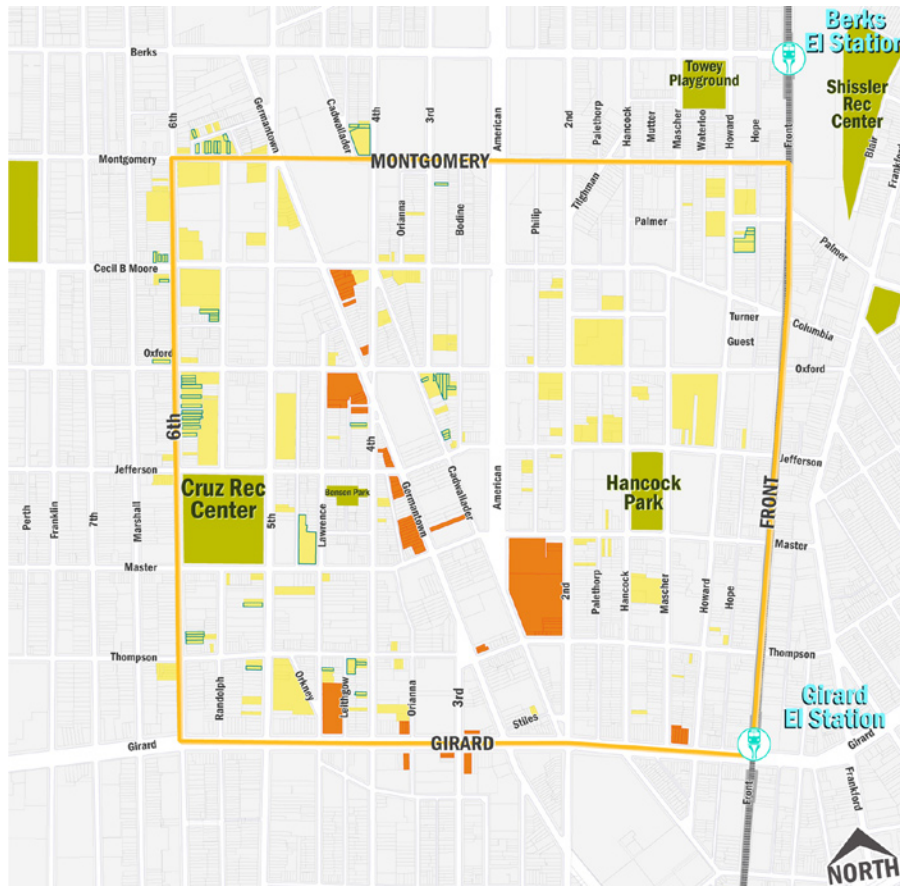 Berks
El Station
Berks
Towey
Playground
Shissler
Rec
Center
6th
Germantown
Cadwallader
4th
3rd
American
2nd
Palethorp
Hancock
Mutter
Mascher
Waterloo
Howard
Hope
Front
Blair
Frankford
Montgomery
MONTGOMERY
Orianna
Bodine
Philip
Tilghman
Palmer
Palmer
Cecil B Moore
Turner
Guest
Columbia
Oxford
Oxford
6th
4th
Jefferson
Jefferson
Cruz Rec
Center
Benson Park
Hancock
Park
FRONT
Perth
Franklin
7th
Marshall
5th
Lawrence
Germantown
Cadwallader
American
Master
Master
2nd
Palethorp
Hancock
Mascher
Howard
Hope
Thompson
Thompson
Randolph
Orkney
Leithgow
Orianna
3rd
Stiles
Girard
El Station
Girard
GIRARD
Girard
Front
Frankford
NORTH